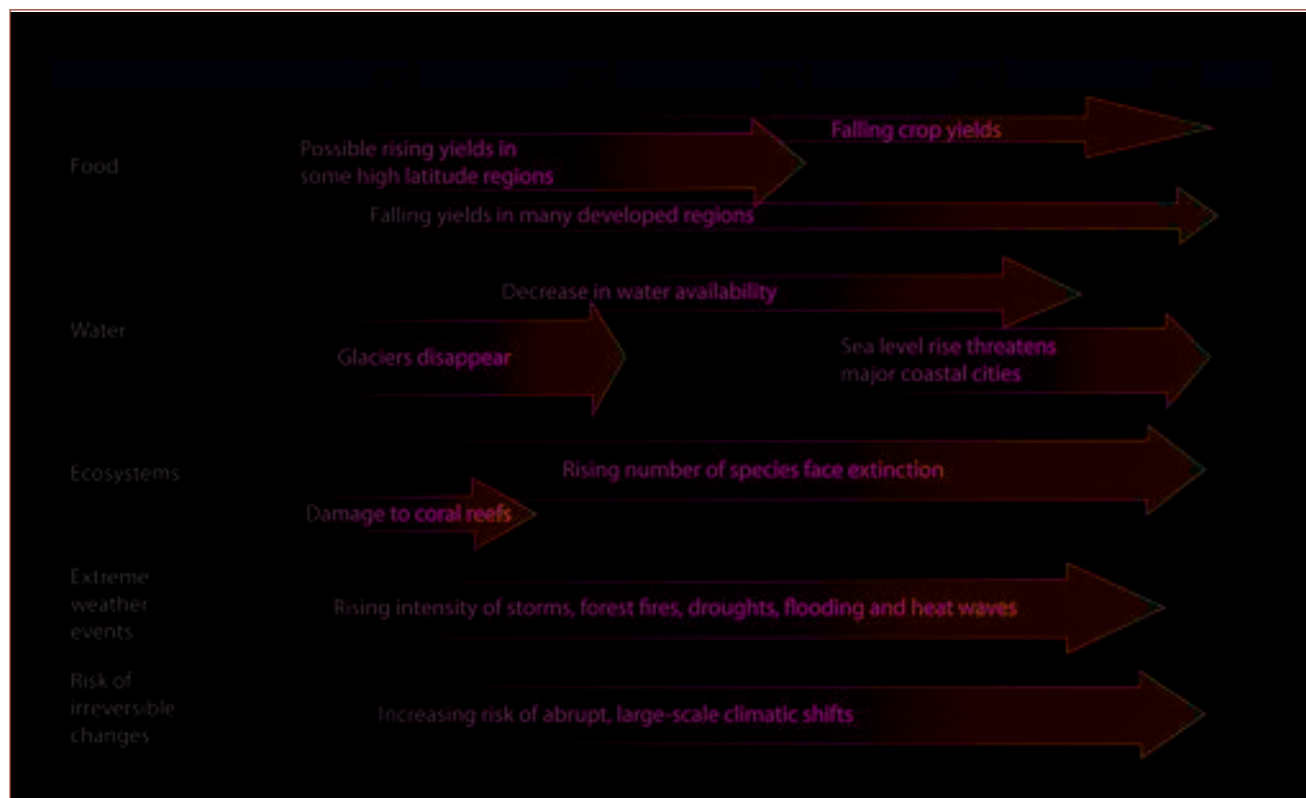 Falling crop yields
Food
Possible rising yields in
some high latitude regions
Falling yields in many developed regions
Water
Decrease in water availability
Glaciers disappear
Sea level rise threatens
major coastal cities
Ecosystems
Rising number of species face extinction
Damage to coral reefs
Extreme
weather
events
Rising intensity of storms, forest fires, droughts, flooding and heat waves
Risk of
irreversible
changes
Increasing risk of abrupt, large-scale climatic shifts